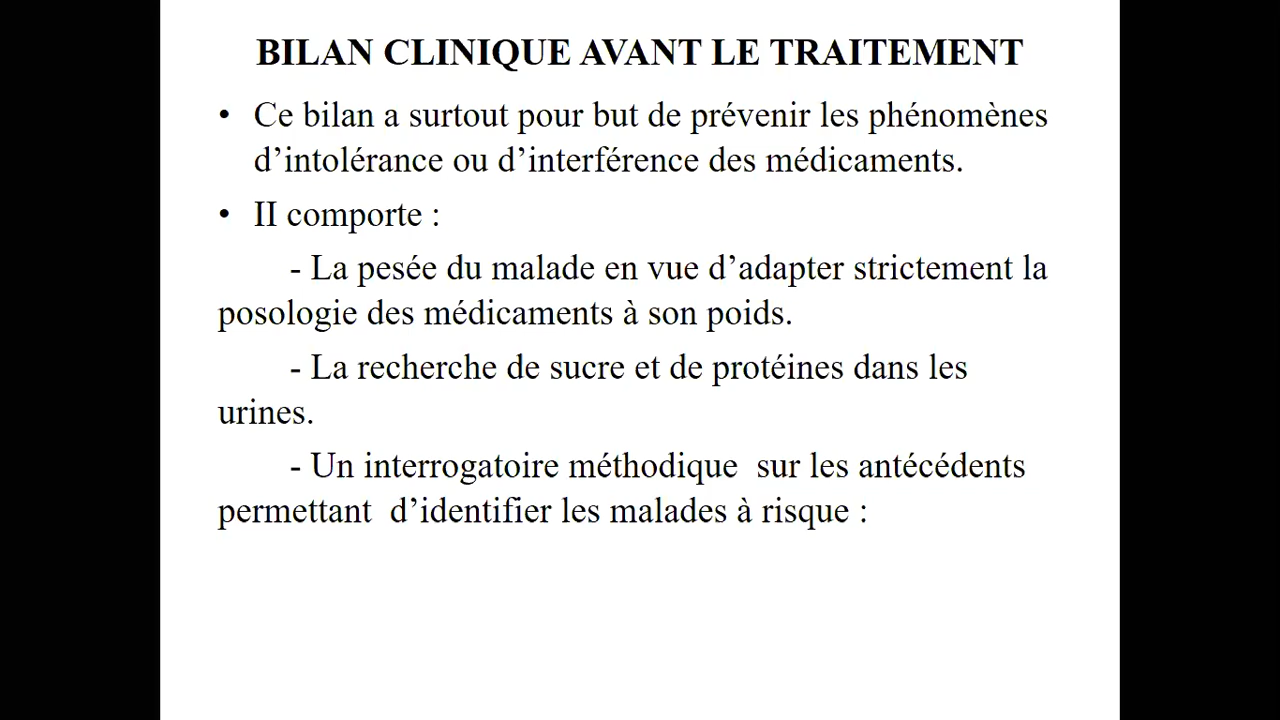 BILAN CLINIQUE AVANT LE TRAITEMENT
• Ce bilan a surtout pour but de prévenir les phénomènes
d’intolérance ou d’interférence des médicaments.
• II comporte :
- La pesée du malade en vue d’adapter strictement la
posologie des médicaments à son poids.
- La recherche de sucre et de protéines dans les
urines.
- Un interrogatoire méthodique  sur les antécédents
permettant  d’identifier les malades à risque :